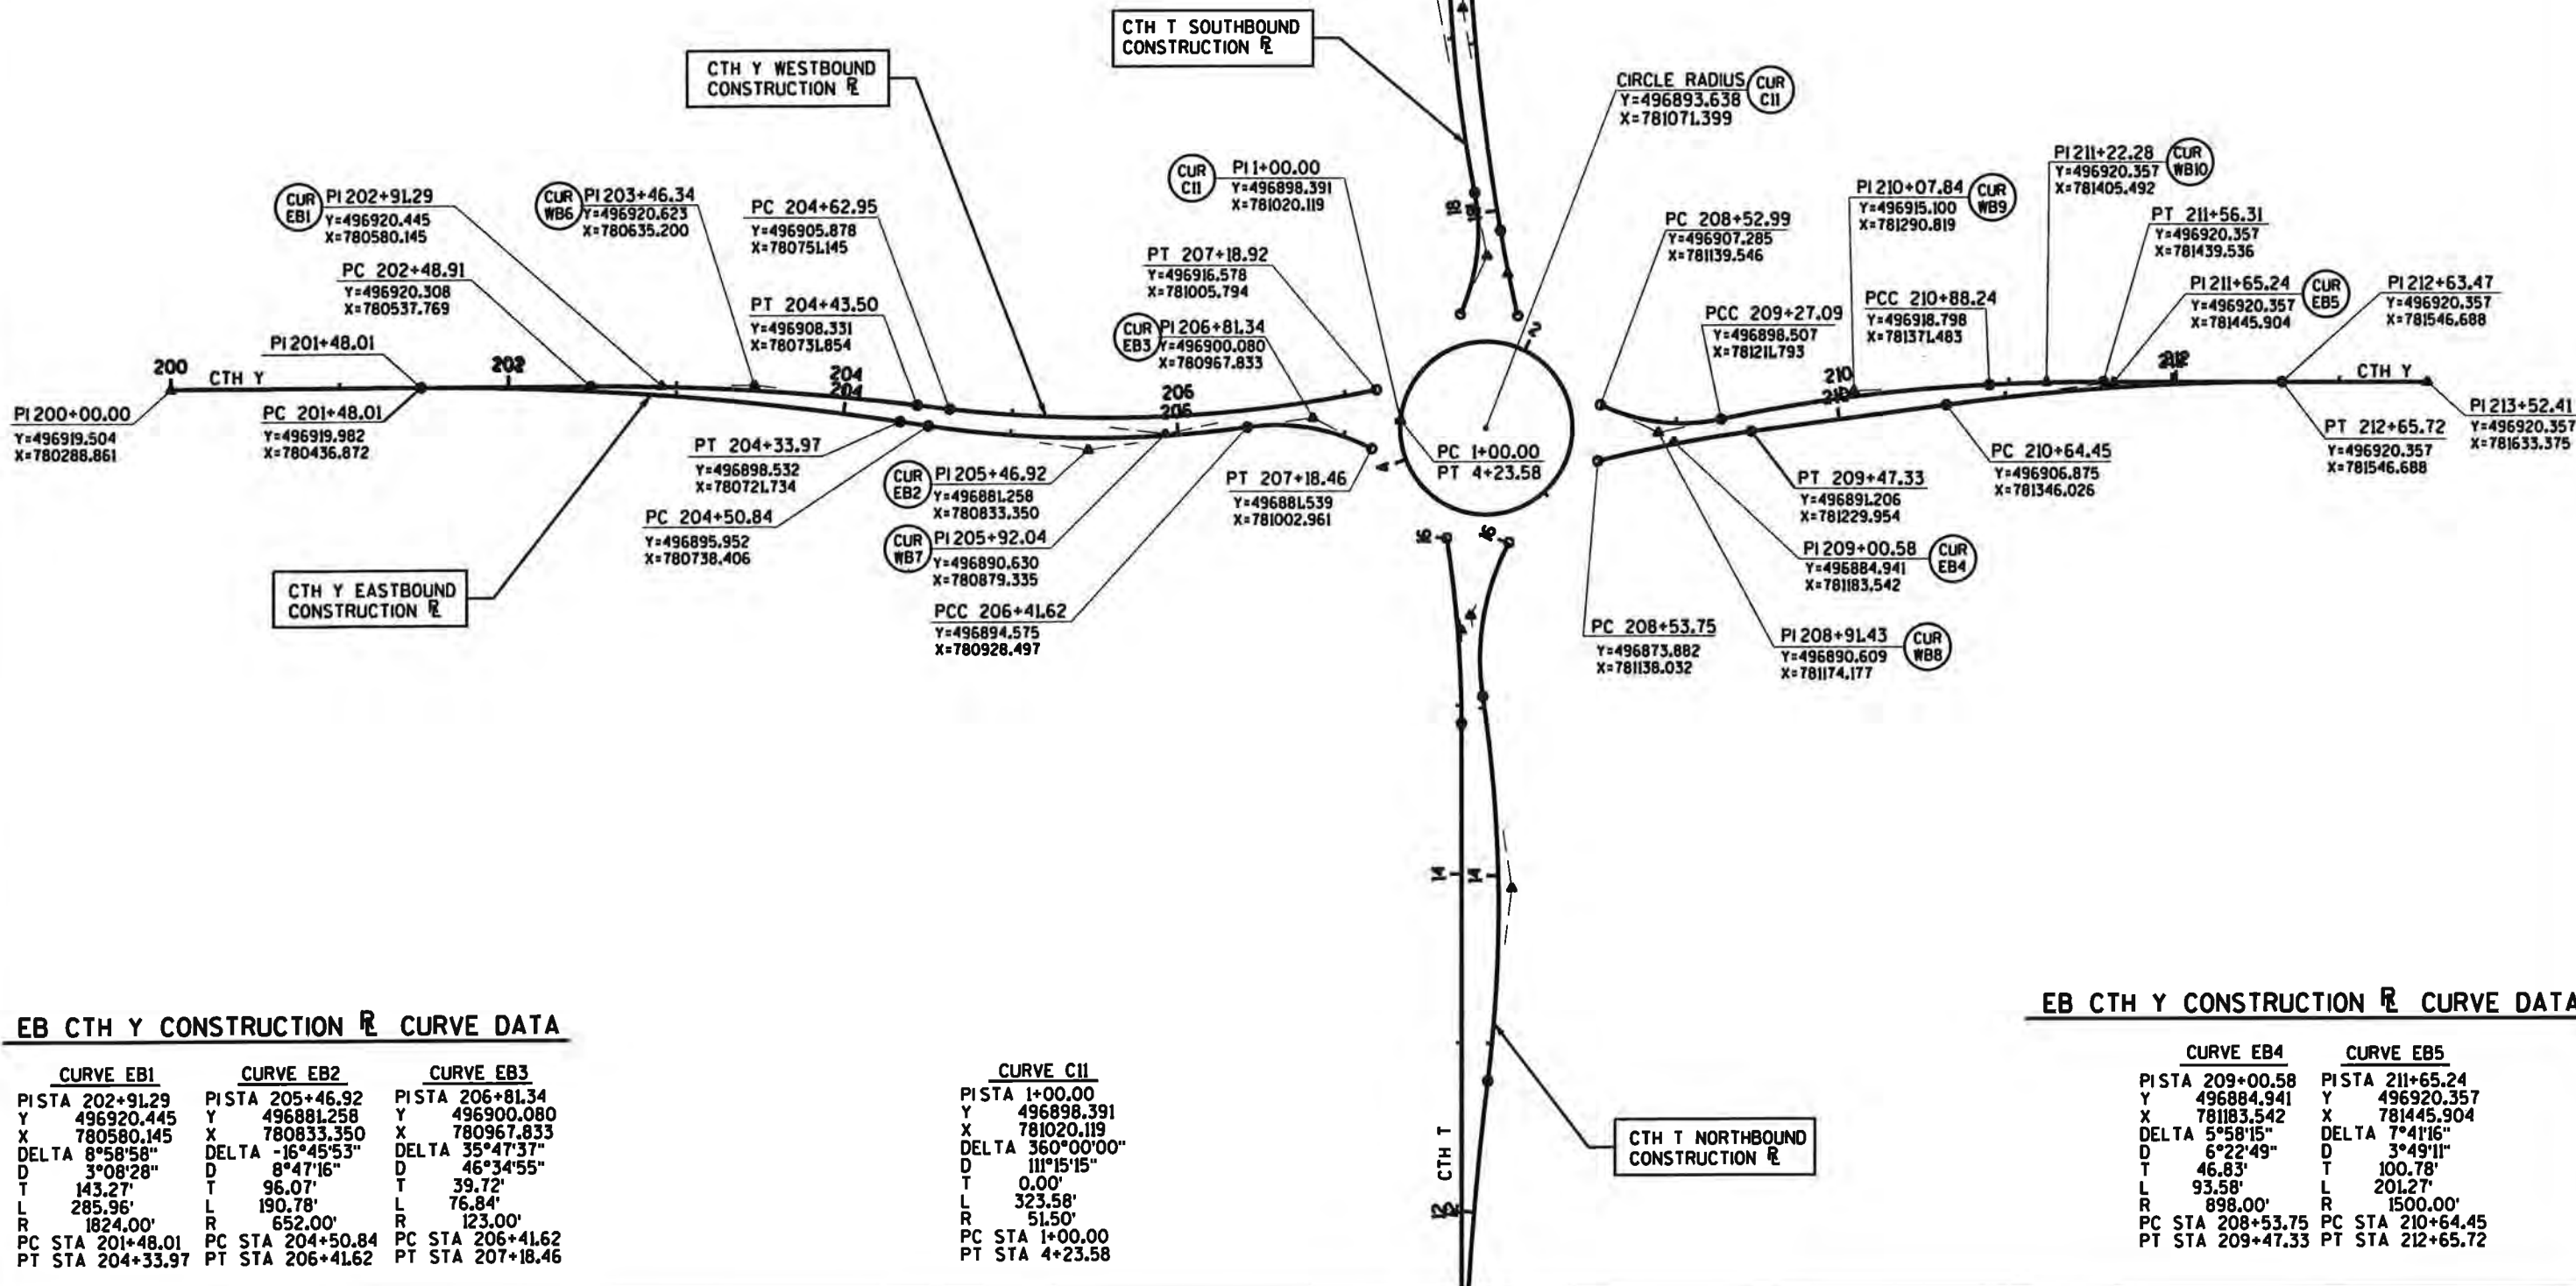 CTH T SOUTHBOUND
CONSTRUCTION ℞
CTH Y WESTBOUND
CONSTRUCTION ℞
CIRCLE RADIUS
Y=496893.638
X=781071.399
CUR
C11
CUR
C11
PI 1+00.00
Y=496898.391
X=781020.119
CUR
EB1
PI 202+91.29
Y=496920.445
X=780580.145
CUR
WB6
PI 203+46.34
Y=496920.623
X=780635.200
PC 204+62.95
Y=496905.878
X=780751.145
PC 202+48.91
Y=496920.308
X=780537.769
PT 204+43.50
Y=496908.331
X=780731.854
PT 207+18.92
Y=496916.578
X=781005.794
CUR
EB3
PI 206+81.34
Y=496900.080
X=780967.833
PC 208+52.99
Y=496907.285
X=781139.546
PI 210+07.84
Y=496915.100
X=781290.819
CUR
WB9
PI 211+22.28
Y=496920.357
X=781405.492
CUR
WB10
PT 211+56.31
Y=496920.357
X=781439.536
PCC 209+27.09
Y=496898.507
X=781211.793
PCC 210+88.24
Y=496918.798
X=781371.483
PI 211+65.24
Y=496920.357
X=781445.904
CUR
EB5
PI 212+63.47
Y=496920.357
X=781546.688
PI 201+48.01
200
CTH Y
202
204
204
206
206
18
2
4
210
210
212
CTH Y
PI 200+00.00
Y=496919.504
X=780288.861
PC 201+48.01
Y=496919.982
X=780436.872
PT 204+33.97
Y=496898.532
X=780721.734
PC 204+50.84
Y=496895.952
X=780738.406
CUR
EB2
PI 205+46.92
Y=496881.258
X=780833.350
CUR
WB7
PI 205+92.04
Y=496890.630
X=780879.335
PCC 206+41.62
Y=496894.575
X=780928.497
PT 207+18.46
Y=496881.539
X=781002.961
PC 1+00.00
PT 4+23.58
PI 213+52.41
Y=496920.357
X=781633.375
PT 212+65.72
Y=496920.357
X=781546.688
PC 210+64.45
Y=496906.875
X=781346.026
PT 209+47.33
Y=496891.206
X=781229.954
PI 209+00.58
Y=496884.941
X=781183.542
CUR
EB4
PC 208+53.75
Y=496873.882
X=781138.032
PI 208+91.43
Y=496890.609
X=781174.177
CUR
WB8
CTH Y EASTBOUND
CONSTRUCTION ℞
16
16
14
14
CTH T
12
CTH T NORTHBOUND
CONSTRUCTION ℞
EB CTH Y CONSTRUCTION ℞ CURVE DATA
CURVE EB1
PI STA 202+91.29
Y 496920.445
X 780580.145
DELTA 8°58'58"
D 3°08'28"
T 143.27'
L 285.96'
R 1824.00'
PC STA 201+48.01
PT STA 204+33.97
CURVE EB2
PI STA 205+46.92
Y 496881.258
X 780833.350
DELTA -16°45'53"
D 8°47'16"
T 96.07'
L 190.78'
R 652.00'
PC STA 204+50.84
PT STA 206+41.62
CURVE EB3
PI STA 206+81.34
Y 496900.080
X 780967.833
DELTA 35°47'37"
D 46°34'55"
T 39.72'
L 76.84'
R 123.00'
PC STA 206+41.62
PT STA 207+18.46
CURVE C11
PI STA 1+00.00
Y 496898.391
X 781020.119
DELTA 360°00'00"
D 111°15'15"
T 0.00'
L 323.58'
R 51.50'
PC STA 1+00.00
PT STA 4+23.58
EB CTH Y CONSTRUCTION ℞ CURVE DATA
CURVE EB4
PI STA 209+00.58
Y 496884.941
X 781183.542
DELTA 5°58'15"
D 6°22'49"
T 46.83'
L 93.58'
R 898.00'
PC STA 208+53.75
PT STA 209+47.33
CURVE EB5
PI STA 211+65.24
Y 496920.357
X 781445.904
DELTA 7°41'16"
D 3°49'11"
T 100.78'
L 201.27'
R 1500.00'
PC STA 210+64.45
PT STA 212+65.72